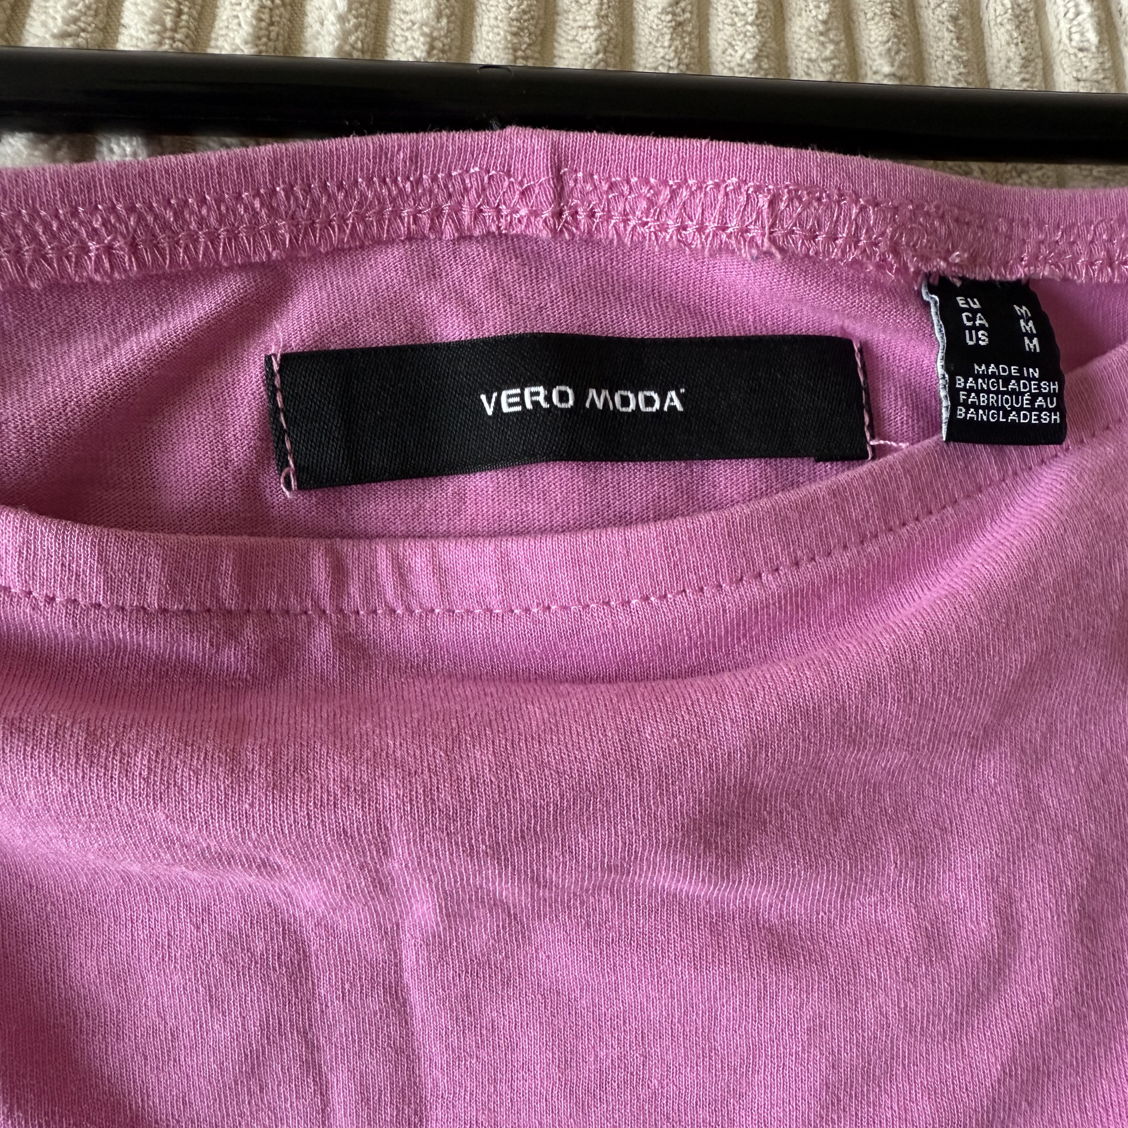 VERO MODA
EU M
CA M
US M
MADE IN
BANGLADESH
FABRIQUÉ AU
BANGLADESH